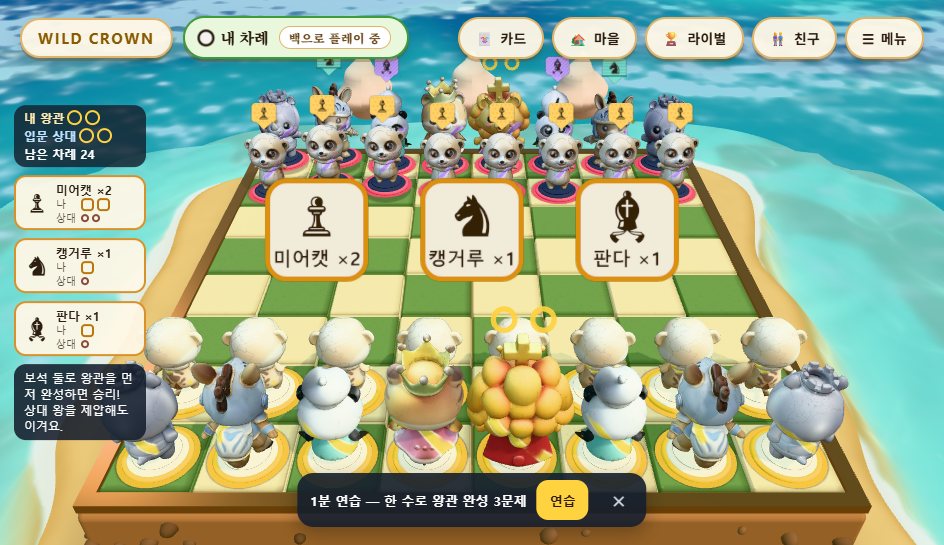 WILD CROWN
내 차례
백으로 플레이 중
카드
마을
라이벌
친구
☰ 메뉴
내 왕관
입문 상대
남은 차례 24
미어캣 ×2
나
상대
캥거루 ×1
나
상대
판다 ×1
나
상대
보석 둘로 왕관을 먼
저 완성하면 승리!
상대 왕을 제압해도
이겨요.
미어캣 ×2
캥거루 ×1
판다 ×1
1분 연습 — 한 수로 왕관 완성 3문제
연습
✕